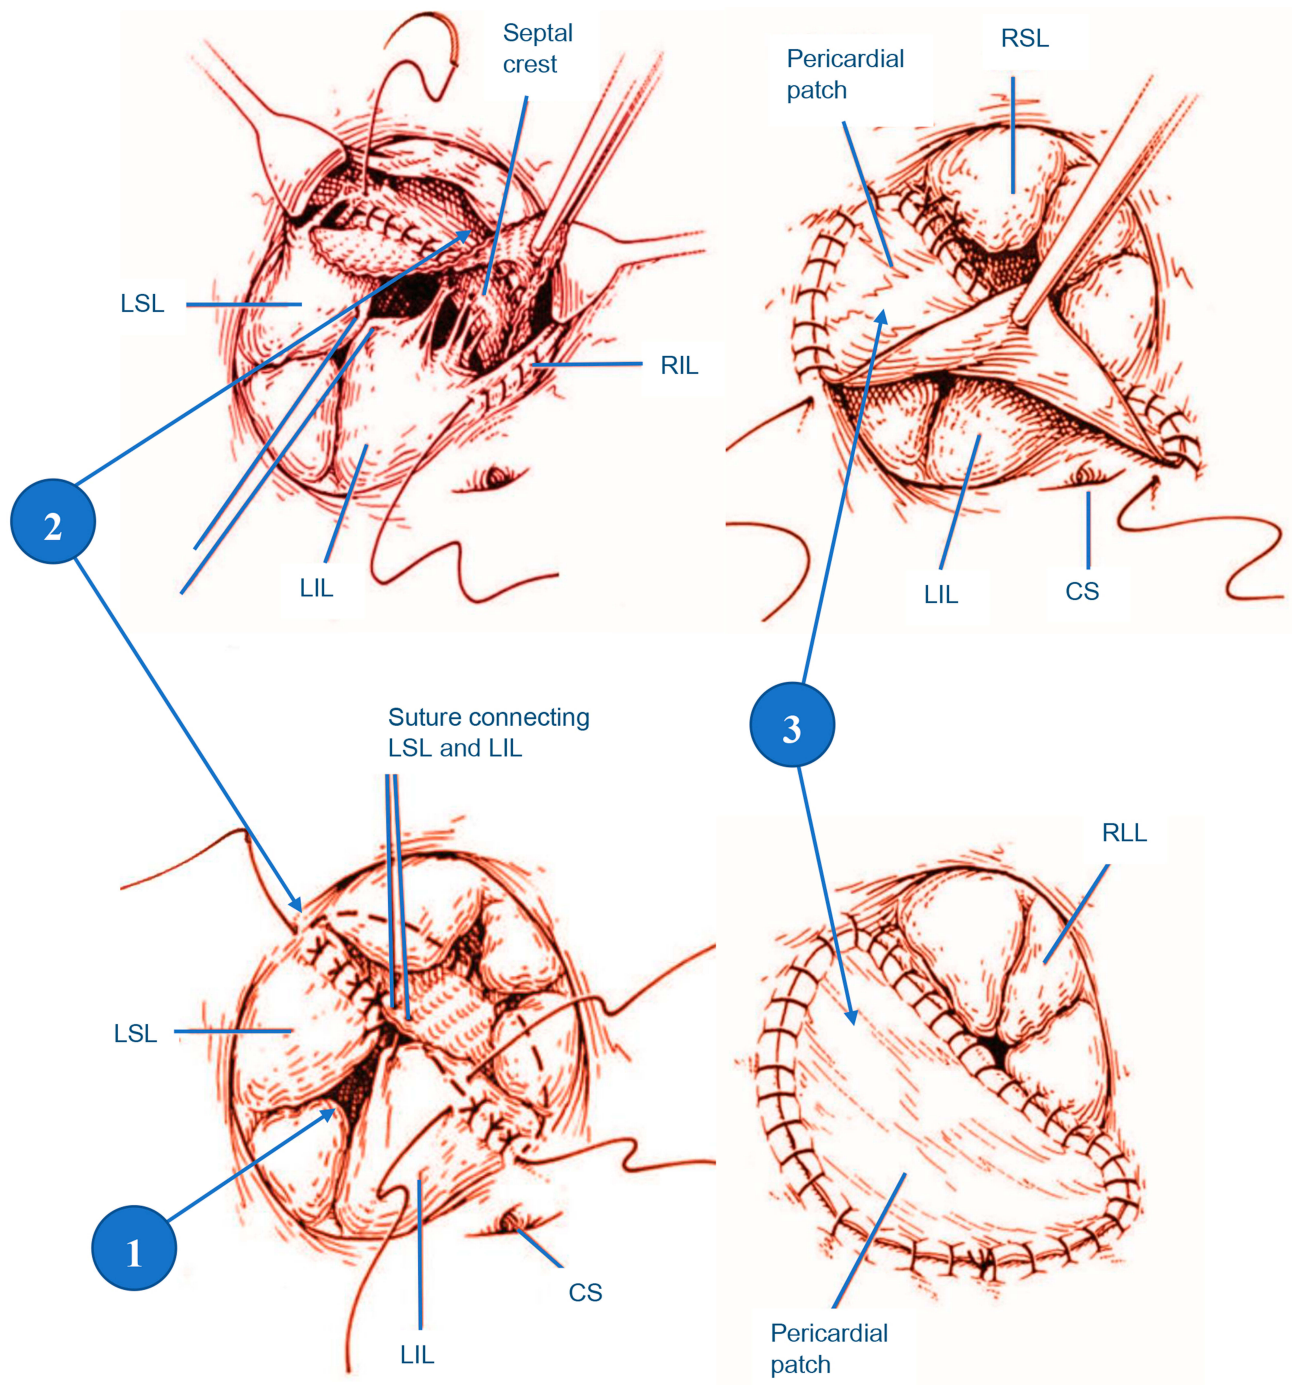 Septal
crest
LSL
RIL
LIL
2
Pericardial
patch
RSL
LIL
CS
3
Suture connecting
LSL and LIL
LSL
1
CS
LIL
RLL
Pericardial
patch